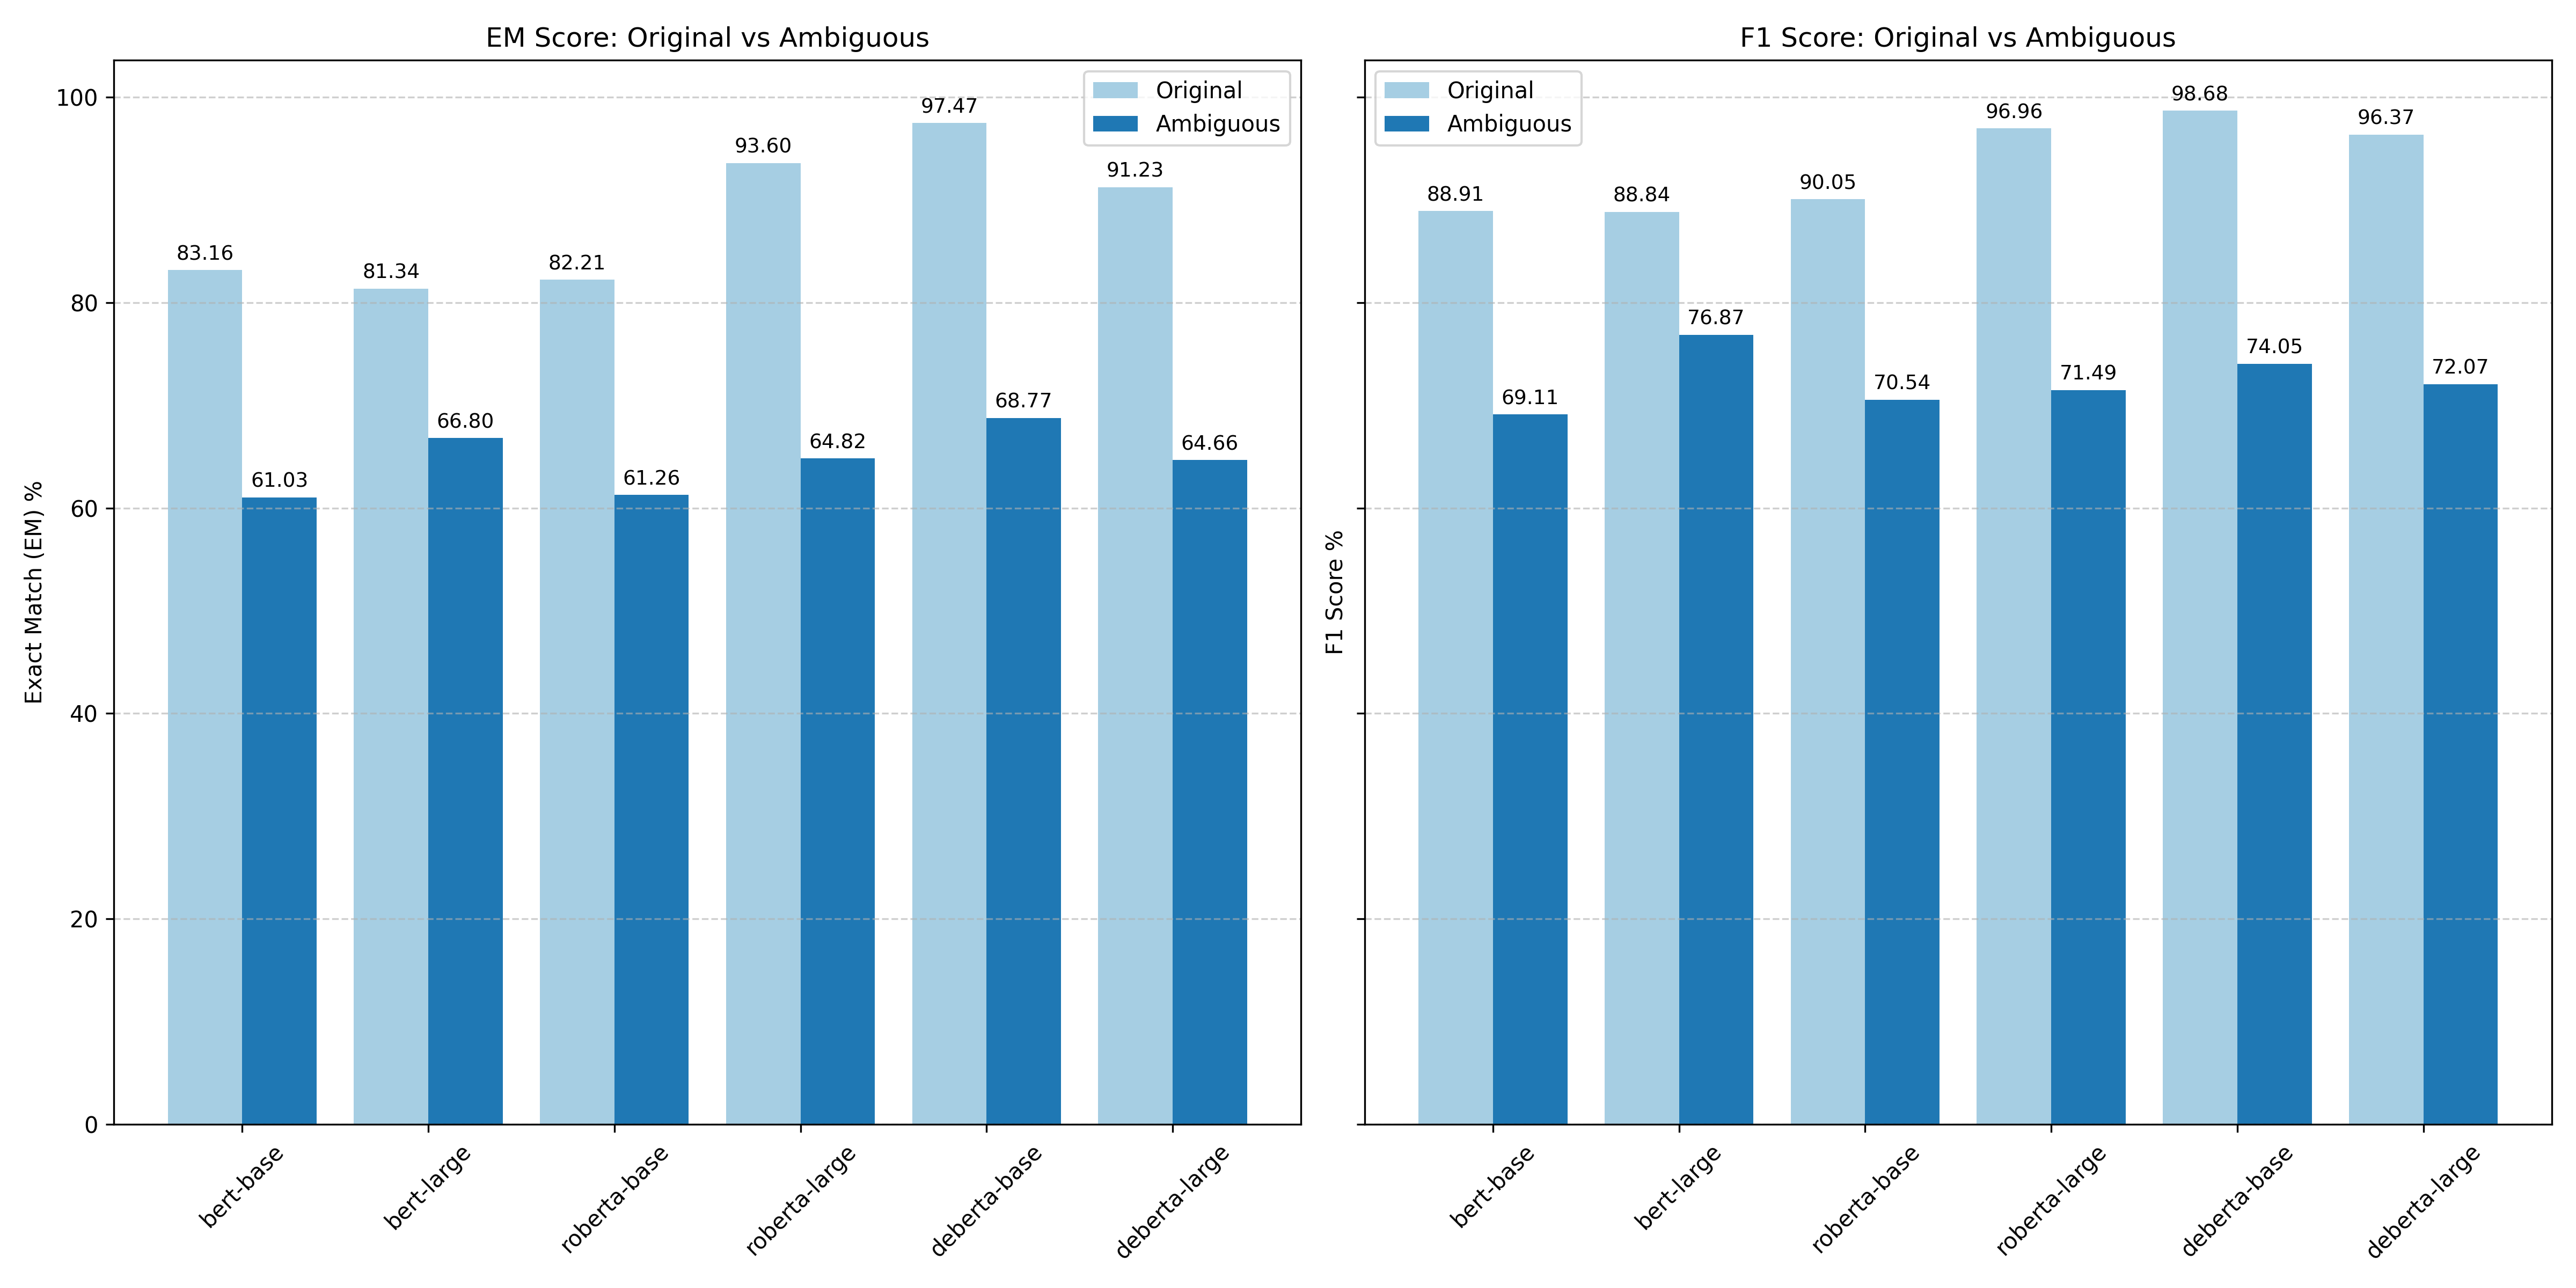 EM Score: Original vs Ambiguous
Original
Ambiguous
Exact Match (EM) %
100
80
60
40
20
0
83.16
61.03
81.34
66.80
82.21
61.26
93.60
64.82
97.47
68.77
91.23
64.66
bert-base
bert-large
roberta-base
roberta-large
deberta-base
deberta-large
F1 Score: Original vs Ambiguous
Original
Ambiguous
F1 Score %
88.91
69.11
88.84
76.87
90.05
70.54
96.96
71.49
98.68
74.05
96.37
72.07
bert-base
bert-large
roberta-base
roberta-large
deberta-base
deberta-large